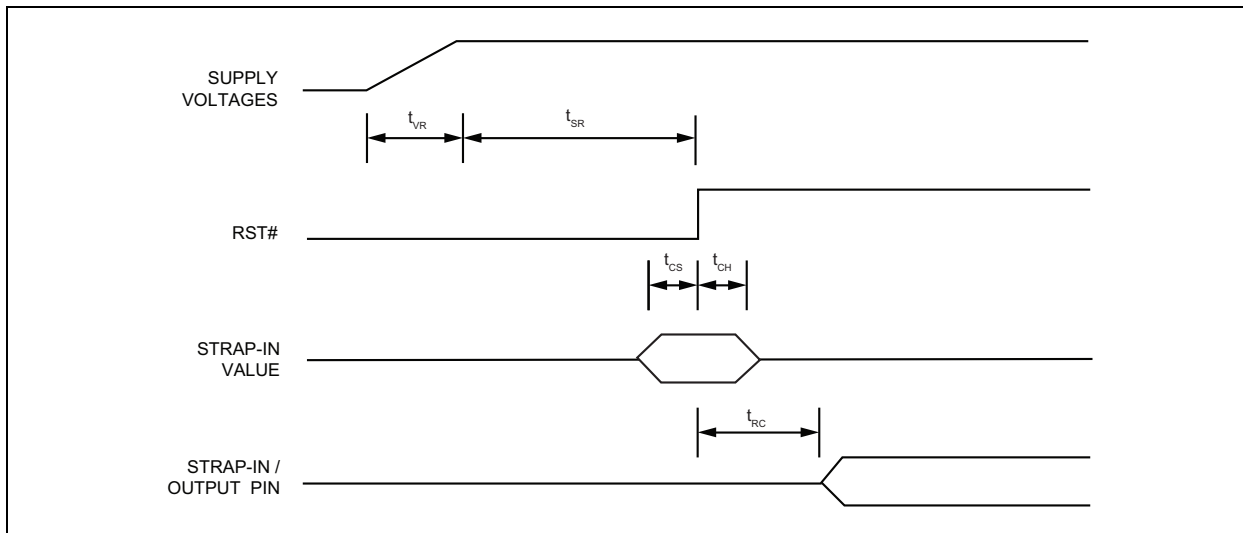 SUPPLY
VOLTAGES
tVR
tSR
RST#
tCS
tCH
STRAP-IN
VALUE
tRC
STRAP-IN /
OUTPUT PIN